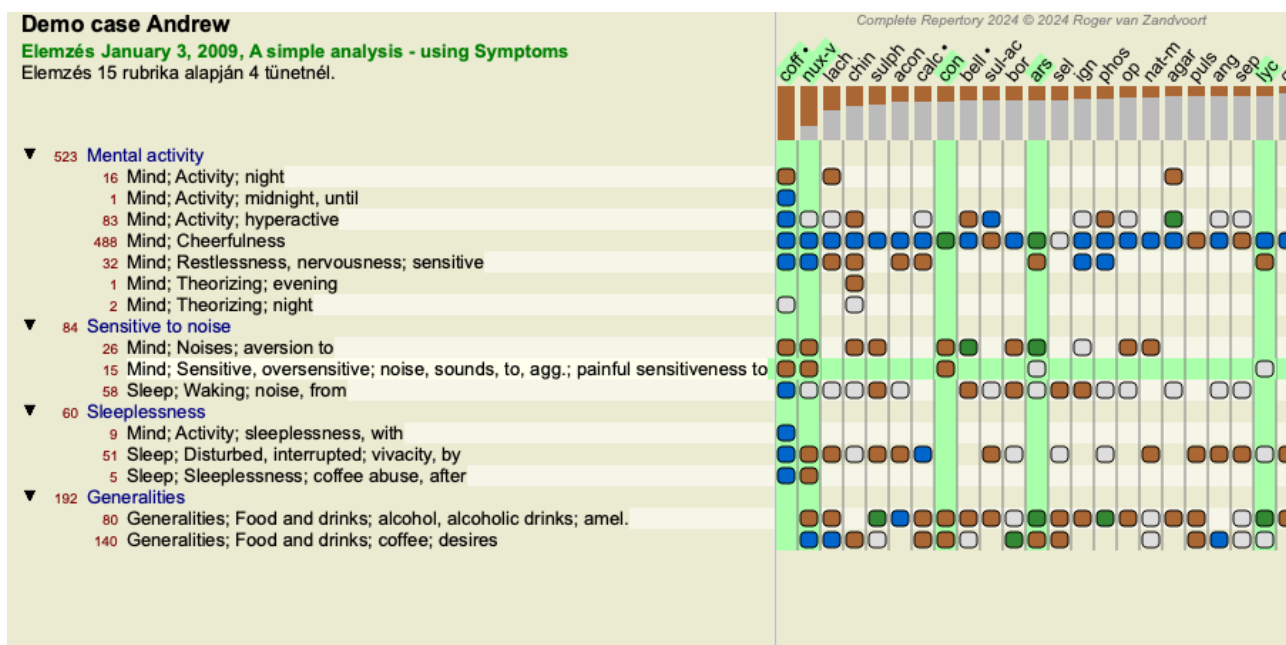 Demo case Andrew
Complete Repertory 2024 © 2024 Roger van Zandvoort
Elemzés January 3, 2009, A simple analysis - using Symptoms
Elemzés 15 rubrika alapján 4 tünetnél.
coff • nux-v lach chin sulph acon calc • con bell • sul-ac bor ars sel ign phos op nat-m agar puls ang sep lyc
▼ 523 Mental activity
16 Mind; Activity; night
1 Mind; Activity; midnight, until
83 Mind; Activity; hyperactive
488 Mind; Cheerfulness
32 Mind; Restlessness, nervousness; sensitive
1 Mind; Theorizing; evening
2 Mind; Theorizing; night
▼ 84 Sensitive to noise
26 Mind; Noises; aversion to
15 Mind; Sensitive, oversensitive; noise, sounds, to, agg.; painful sensitiveness to
58 Sleep; Waking; noise, from
▼ 60 Sleeplessness
9 Mind; Activity; sleeplessness, with
51 Sleep; Disturbed, interrupted; vivacity, by
5 Sleep; Sleeplessness; coffee abuse, after
▼ 192 Generalities
80 Generalities; Food and drinks; alcohol, alcoholic drinks; amel.
140 Generalities; Food and drinks; coffee; desires